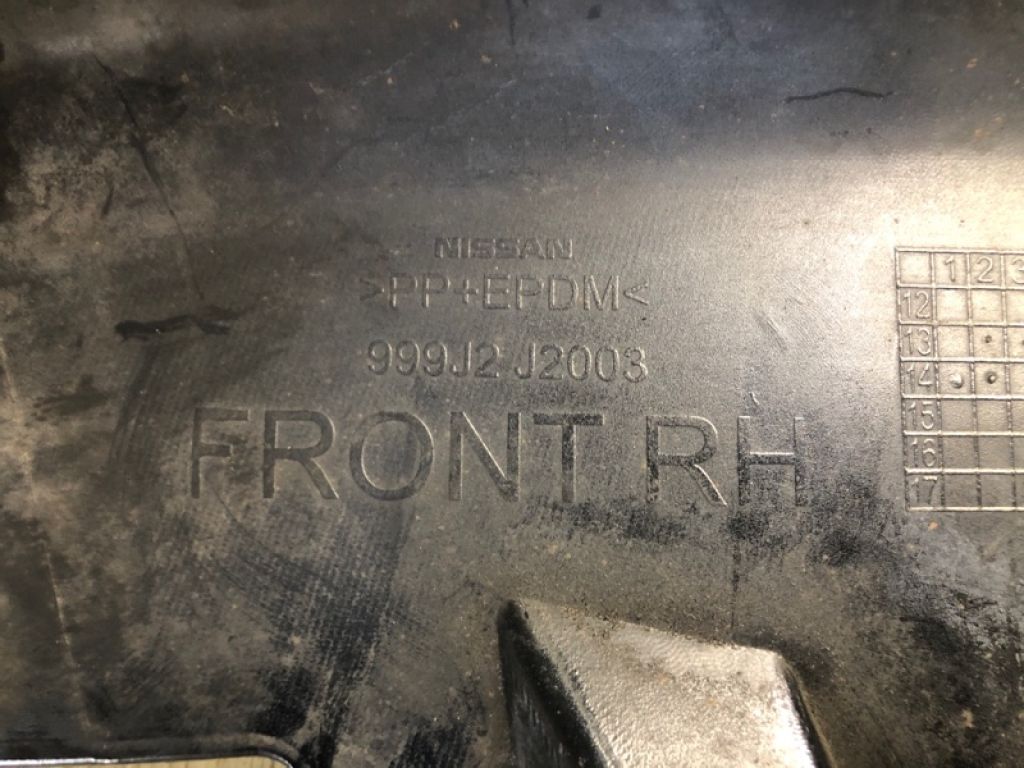 NISSAN
>PP+EPDM<
999J2 J2003
FRONT RH
1 2 3
12
13
14
15
16
17